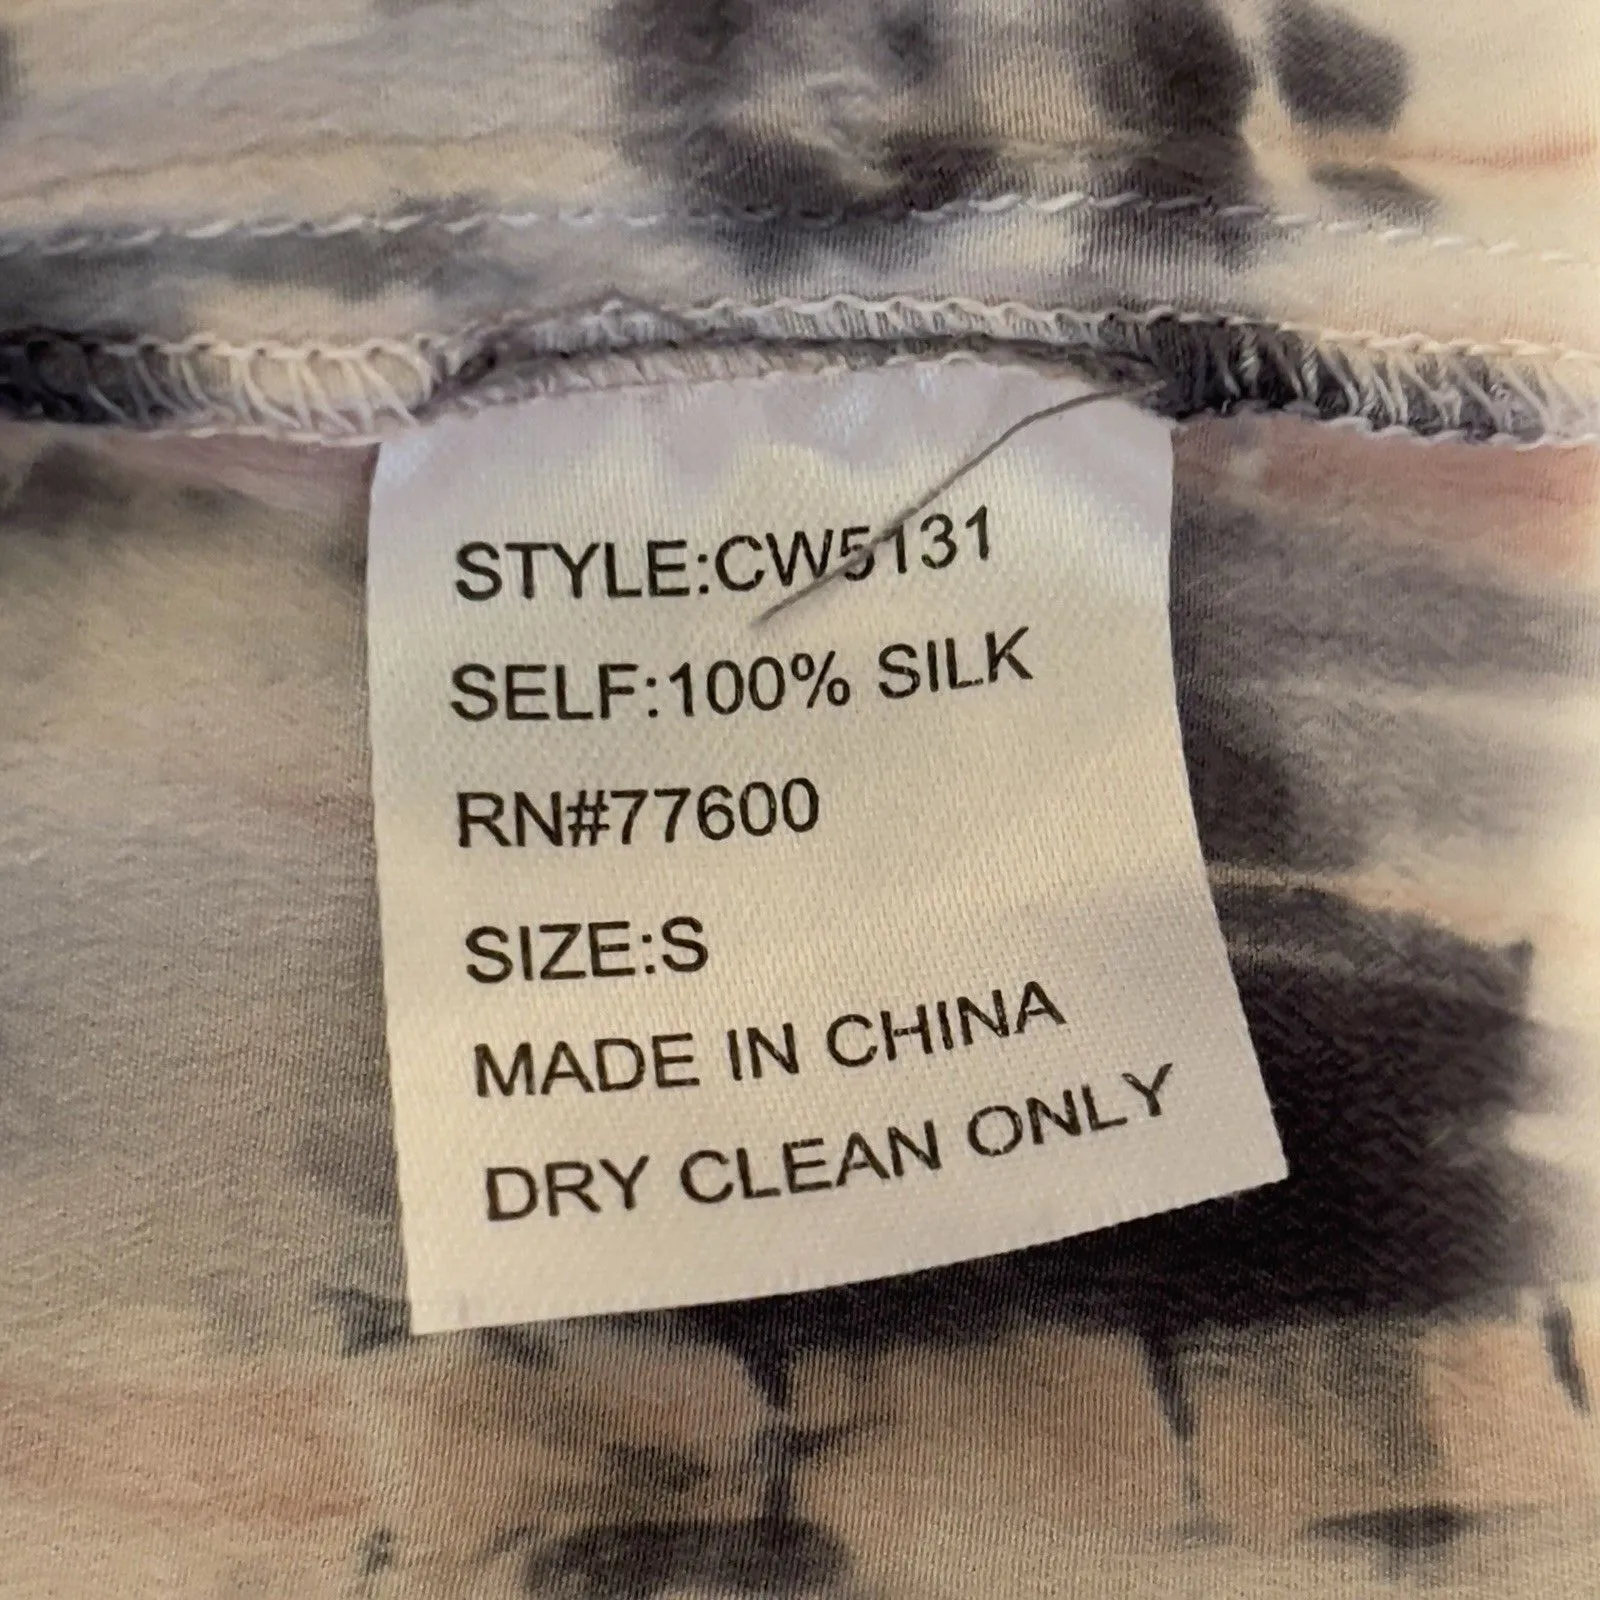 STYLE:CW5131
SELF:100% SILK
RN#77600
SIZE:S
MADE IN CHINA
DRY CLEAN ONLY